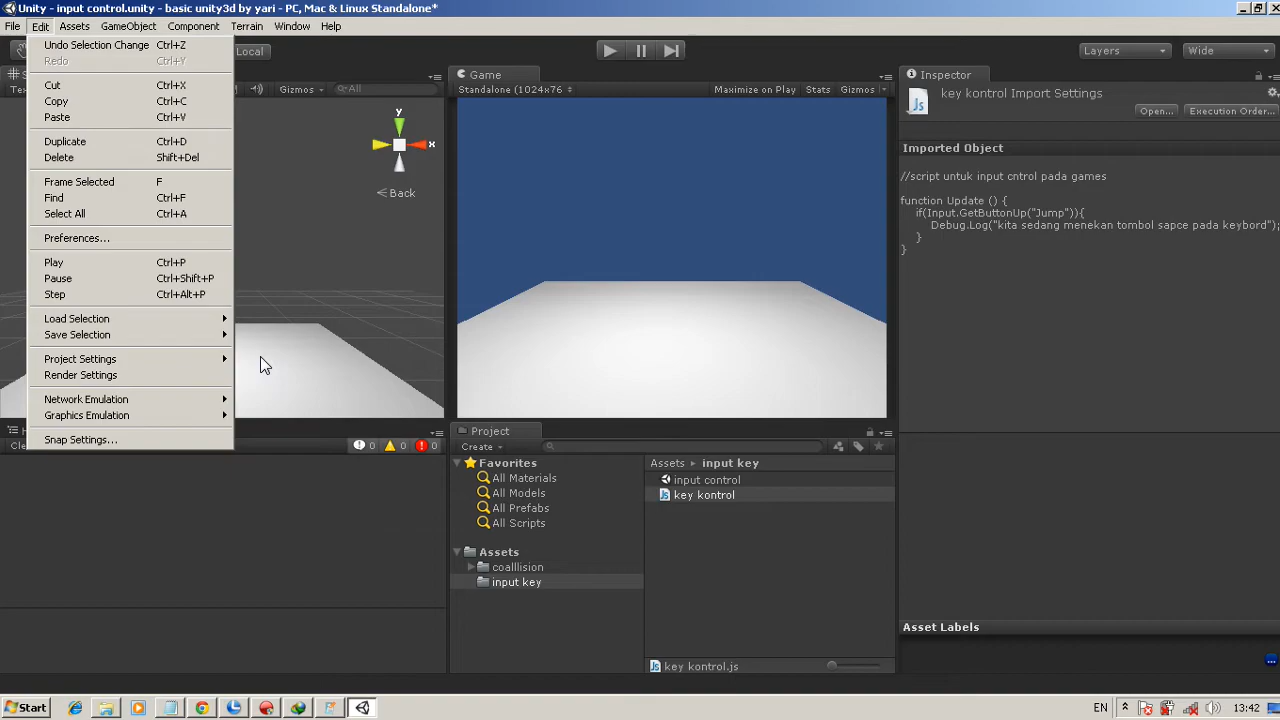 Unity - input control.unity - basic unity3d by yari - PC, Mac & Linux Standalone*
File Edit Assets GameObject Component Terrain Window Help
Local
Layers
Wide
Undo Selection Change Ctrl+Z
Redo Ctrl+Y
Cut Ctrl+X
Copy Ctrl+C
Paste Ctrl+V
Duplicate Ctrl+D
Delete Shift+Del
Frame Selected F
Find Ctrl+F
Select All Ctrl+A
Preferences...
Play Ctrl+P
Pause Ctrl+Shift+P
Step Ctrl+Alt+P
Load Selection
Save Selection
Project Settings
Render Settings
Network Emulation
Graphics Emulation
Snap Settings...
Gizmos All
y
x
Back
0 0 0
Game
Standalone (1024x76 Maximize on Play Stats Gizmos
Project
Create
Favorites
All Materials
All Models
All Prefabs
All Scripts
Assets
coalllision
input key
Assets input key
input control
key kontrol
key kontrol.js
Inspector
key kontrol Import Settings
Js
Open... Execution Order...
Imported Object
//script untuk input cntrol pada games
function Update () {
if(Input.GetButtonUp("Jump")){
Debug.Log("kita sedang menekan tombol sapce pada keybord");
}
}
Asset Labels
Start
EN
13:42